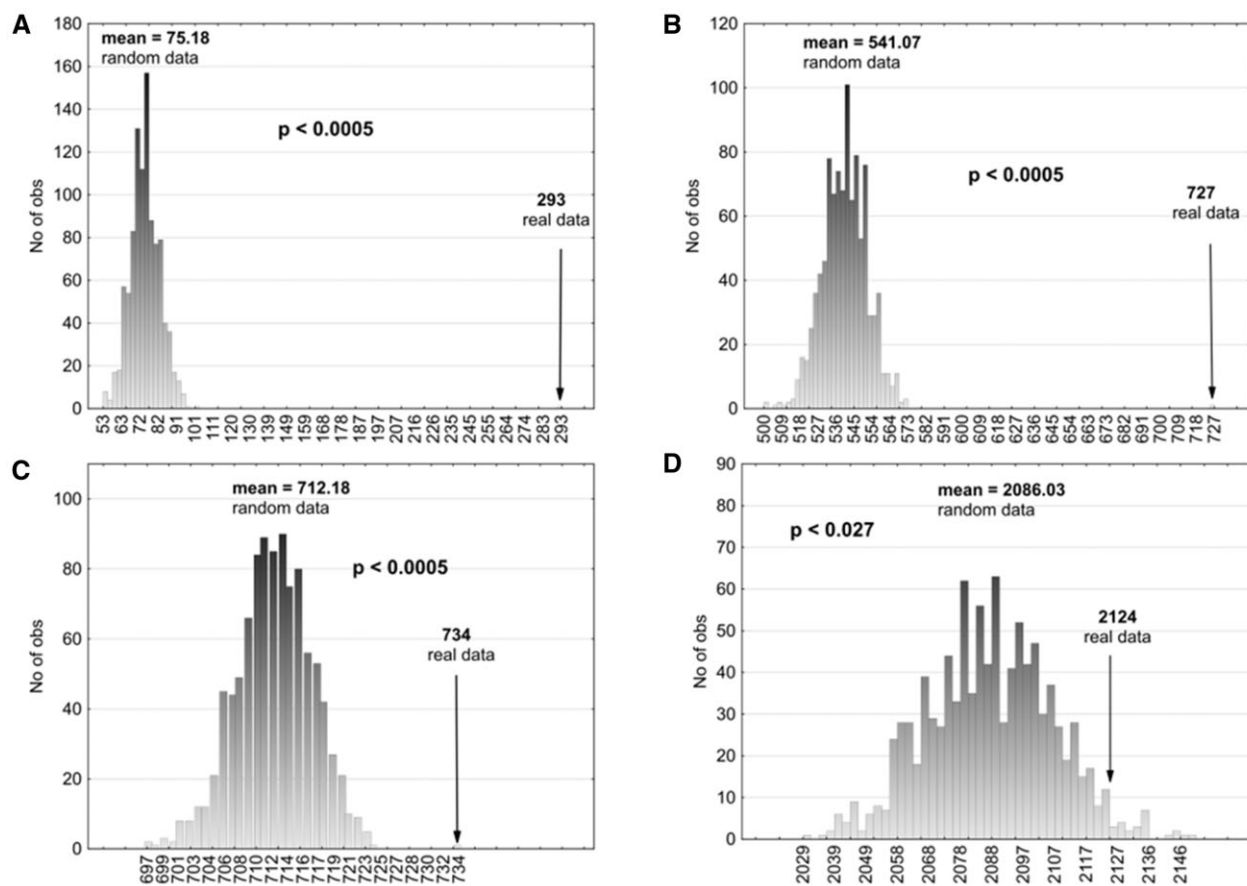 A
mean = 75.18
random data
p < 0.0005
293
real data
No of obs
180
160
140
120
100
80
60
40
20
0
53 63 72 82 91 101 111 120 130 139 149 159 168 178 187 197 207 216 226 235 245 255 264 274 283 293
B
mean = 541.07
random data
p < 0.0005
727
real data
No of obs
120
100
80
60
40
20
0
500 509 518 527 536 545 554 564 573 582 591 600 609 618 627 636 645 654 663 673 682 691 700 709 718 727
C
mean = 712.18
random data
p < 0.0005
734
real data
No of obs
100
80
60
40
20
0
697 699 701 703 704 706 708 710 712 714 715 717 719 721 723 725 727 728 730 732 734
D
mean = 2086.03
random data
p < 0.027
2124
real data
No of obs
90
80
70
60
50
40
30
20
10
0
2029 2039 2049 2058 2068 2078 2088 2097 2107 2117 2127 2136 2146